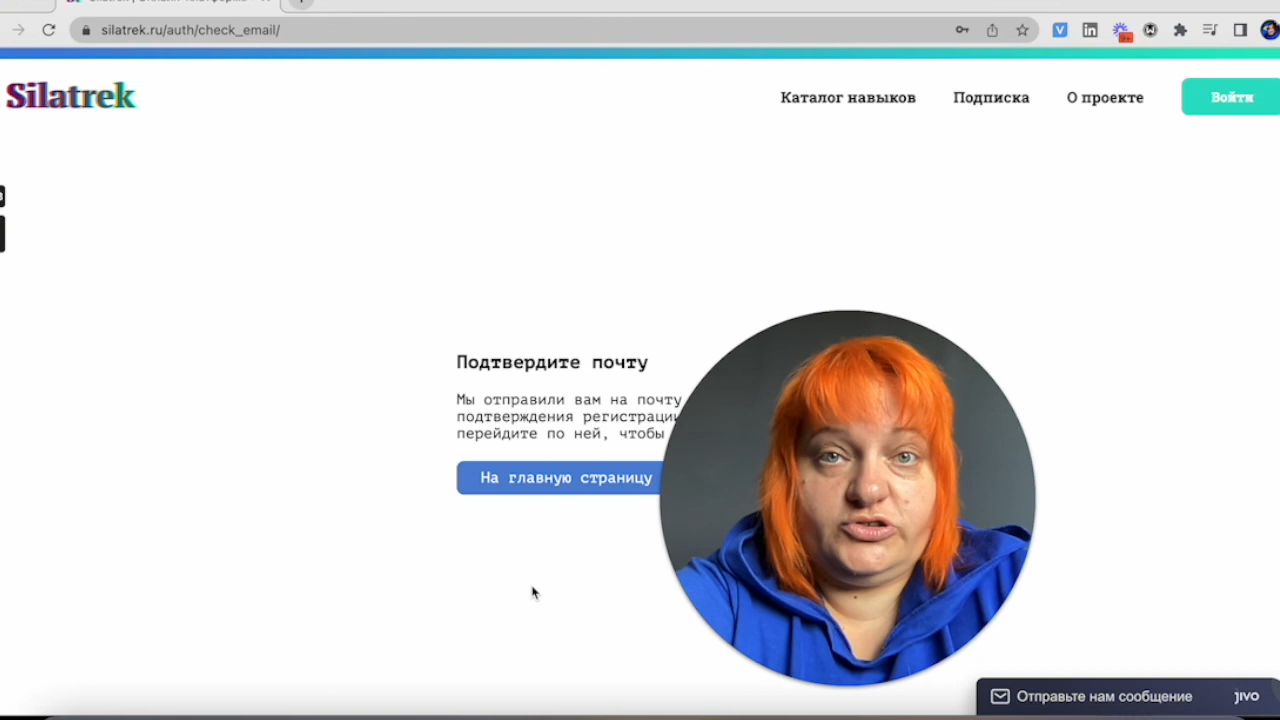 silatrek.ru/auth/check_email/
Silatrek
Каталог навыков
Подписка
О проекте
Войти
Подтвердите почту
Мы отправили вам на почту
подтверждения регистрации
перейдите по ней, чтобы
На главную страницу
Отправьте нам сообщение
jivo